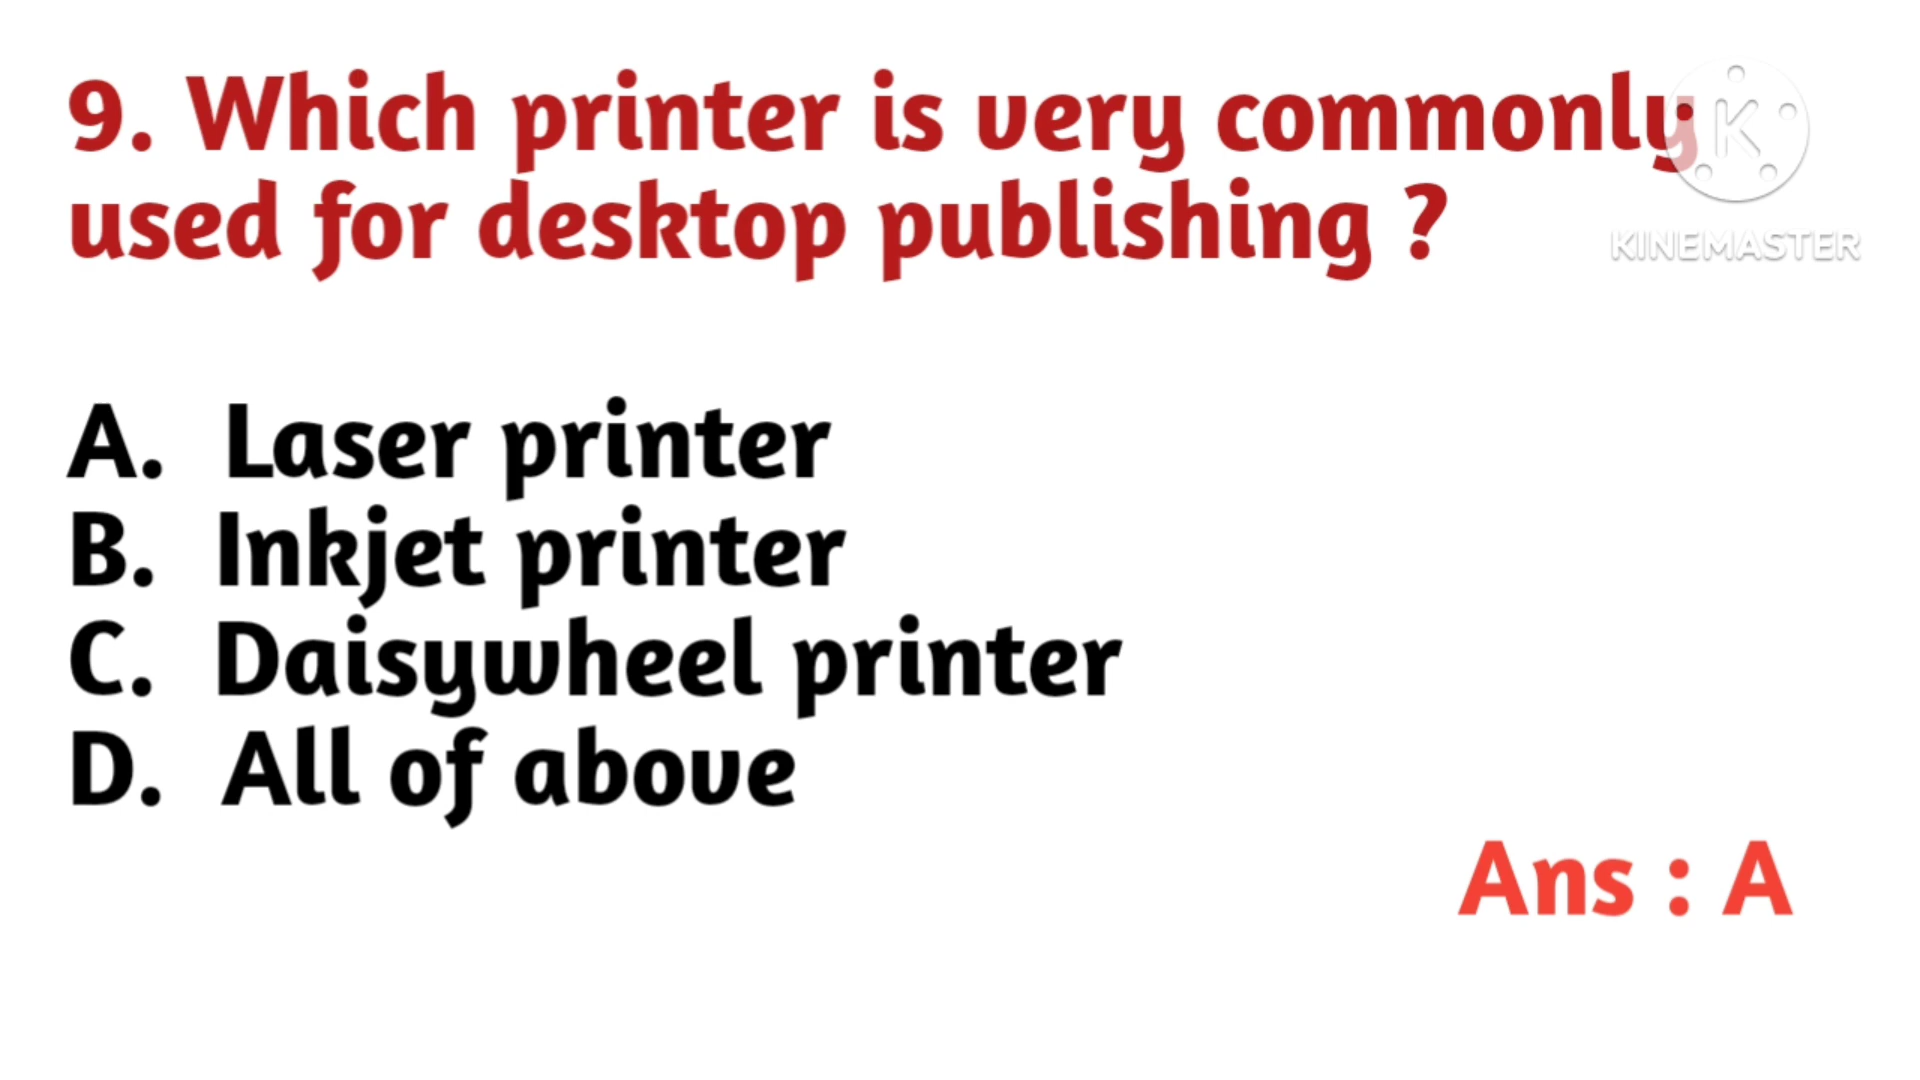 9. Which printer is very commonly
used for desktop publishing ?
KINEMASTER
A. Laser printer
B. Inkjet printer
C. Daisywheel printer
D. All of above
Ans : A